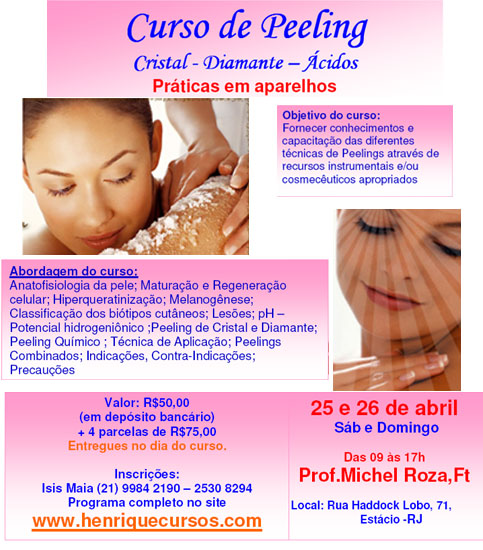 Curso de Peeling
Cristal - Diamante – Ácidos
Práticas em aparelhos
Objetivo do curso:
Fornecer conhecimentos e
capacitação das diferentes
técnicas de Peelings através de
recursos instrumentais e/ou
cosmecêuticos apropriados
Abordagem do curso:
Anatofisiologia da pele; Maturação e Regeneração
celular; Hiperqueratinização; Melanogênese;
Classificação dos biótipos cutâneos; Lesões; pH –
Potencial hidrogeniônico ;Peeling de Cristal e Diamante;
Peeling Químico ; Técnica de Aplicação; Peelings
Combinados; Indicações, Contra-Indicações;
Precauções
Valor: R$50,00
(em depósito bancário)
+ 4 parcelas de R$75,00
Entregues no dia do curso.
Inscrições:
Isis Maia (21) 9984 2190 – 2530 8294
Programa completo no site
www.henriquecursos.com
25 e 26 de abril
Sáb e Domingo
Das 09 às 17h
Prof.Michel Roza,Ft
Local: Rua Haddock Lobo, 71,
Estácio -RJ